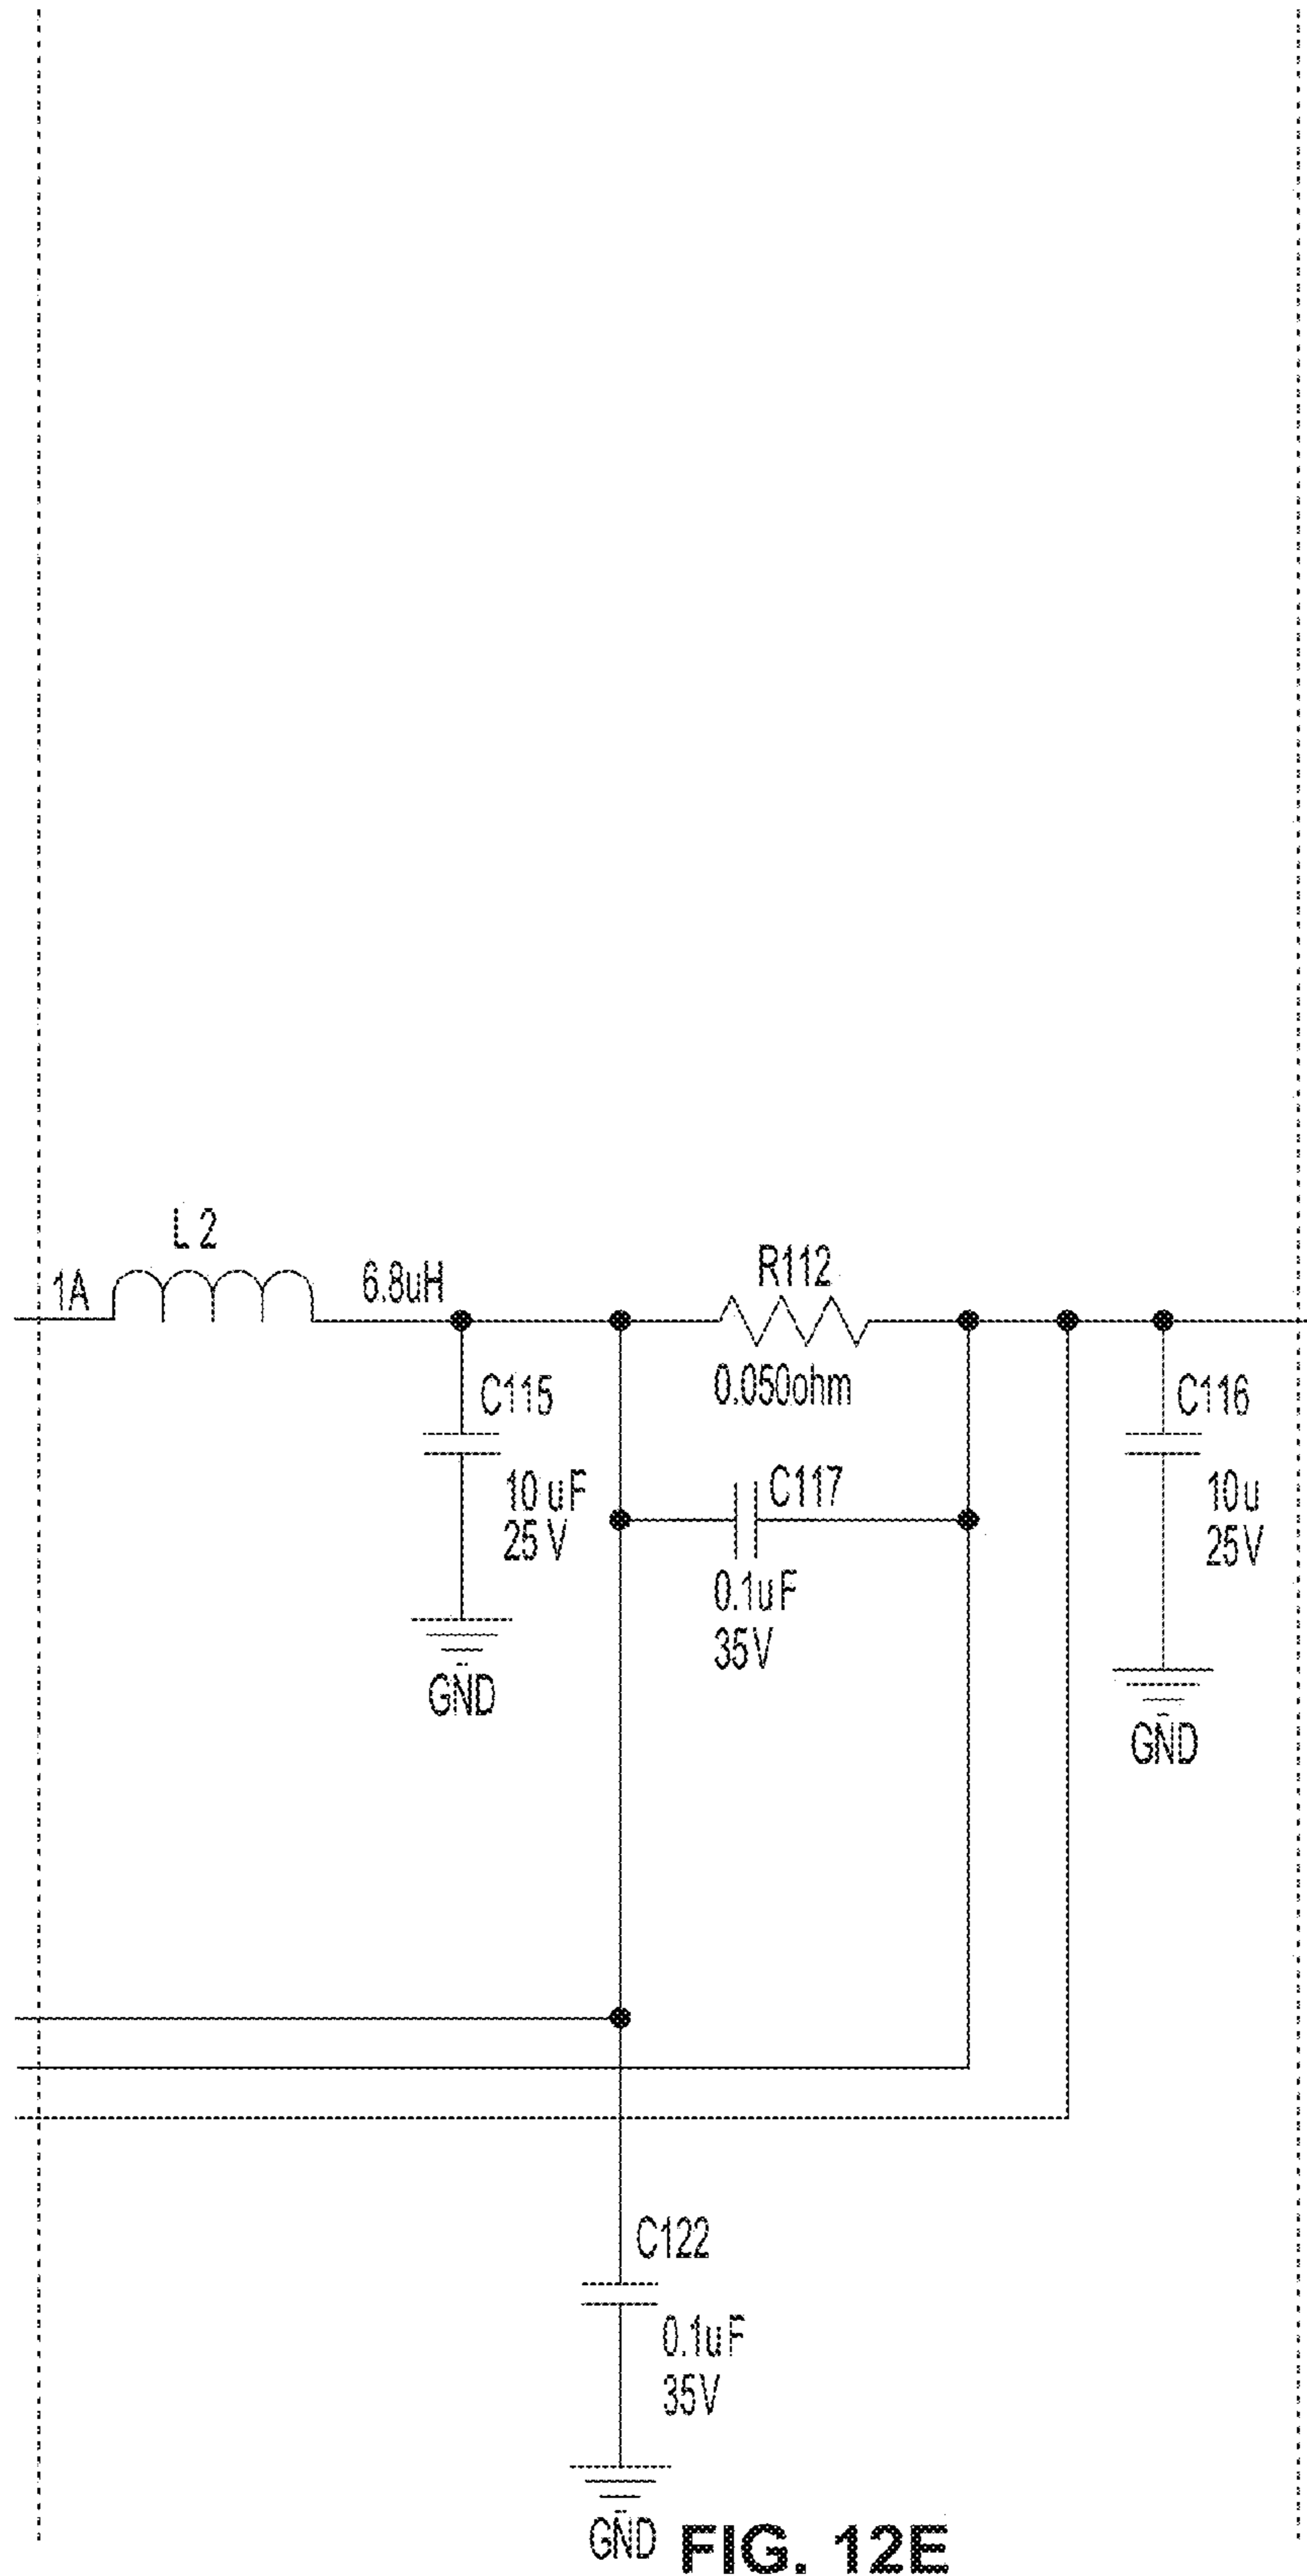 L 2
1A
6.8uH
R112
0.050ohm
C115
10 uF
25 V
GND
C117
0.1uF
35V
C116
10u
25V
GND
C122
0.1uF
35V
GND
FIG. 12E